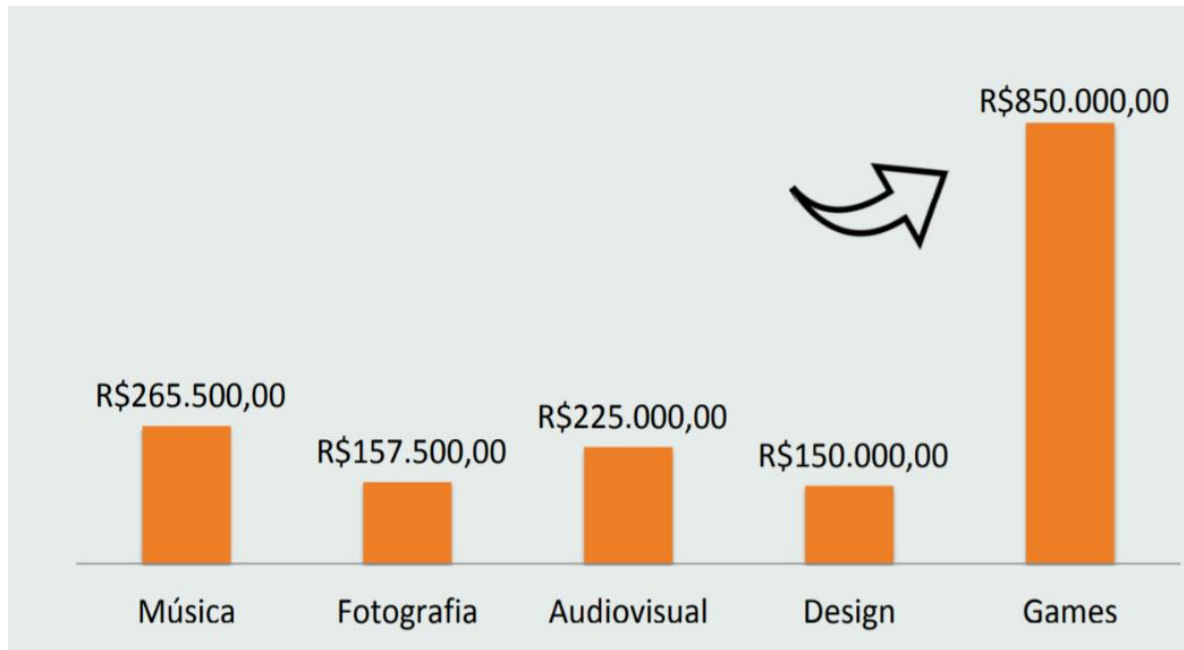 R$850.000,00
R$265.500,00
R$225.000,00
R$157.500,00
R$150.000,00
Música
Fotografia
Audiovisual
Design
Games